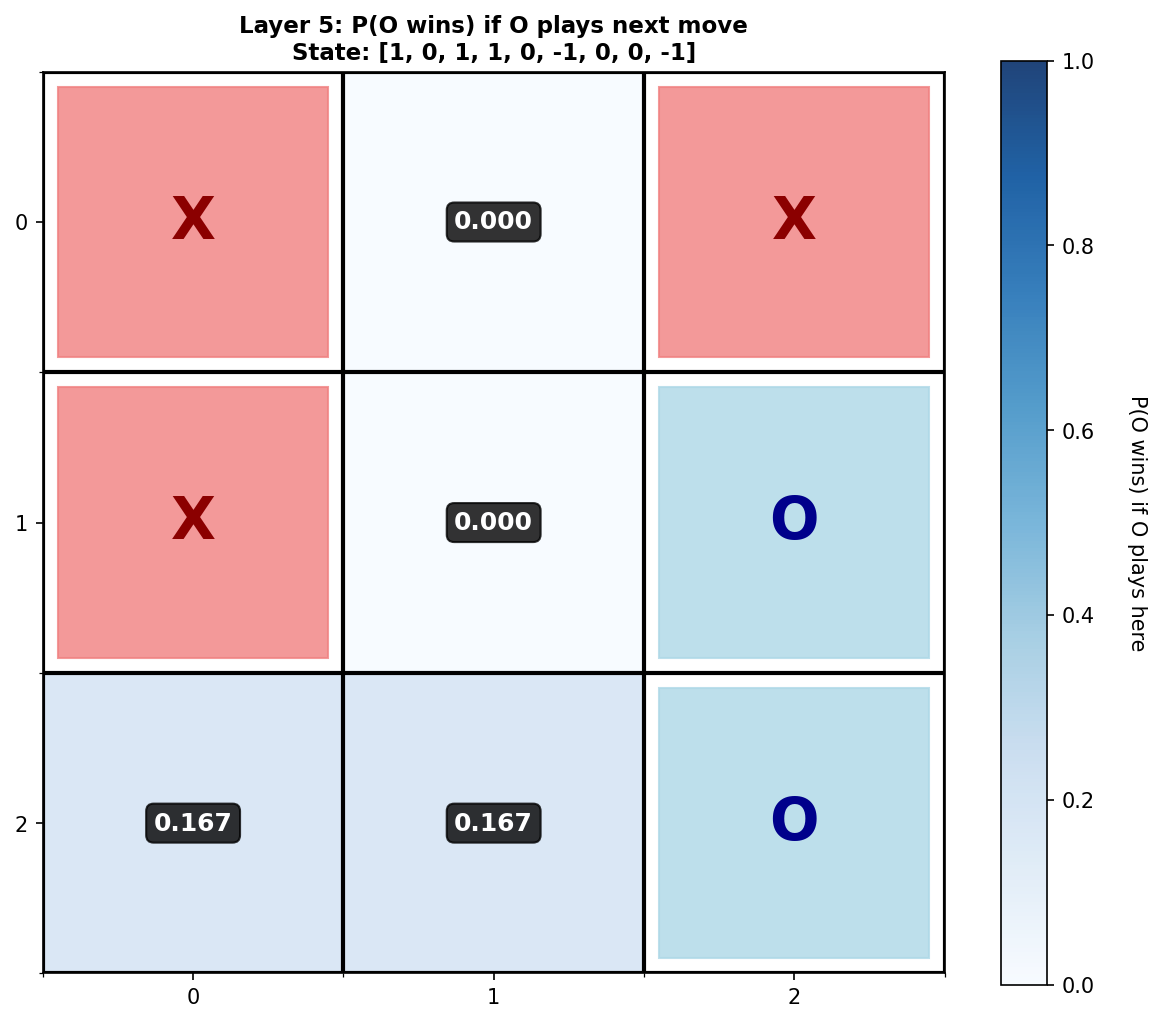 Layer 5: P(O wins) if O plays next move
State: [1, 0, 1, 1, 0, -1, 0, 0, -1]
0
X
0.000
X
1
X
0.000
O
2
0.167
0.167
O
0
1
2
1.0
0.8
0.6
0.4
0.2
0.0
P(O wins) if O plays here